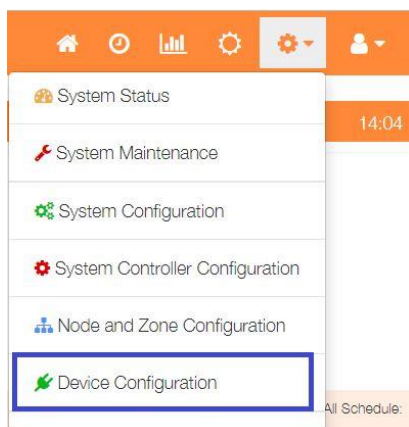 System Status
14:04
System Maintenance
System Configuration
System Controller Configuration
Node and Zone Configuration
Device Configuration
All Schedule: